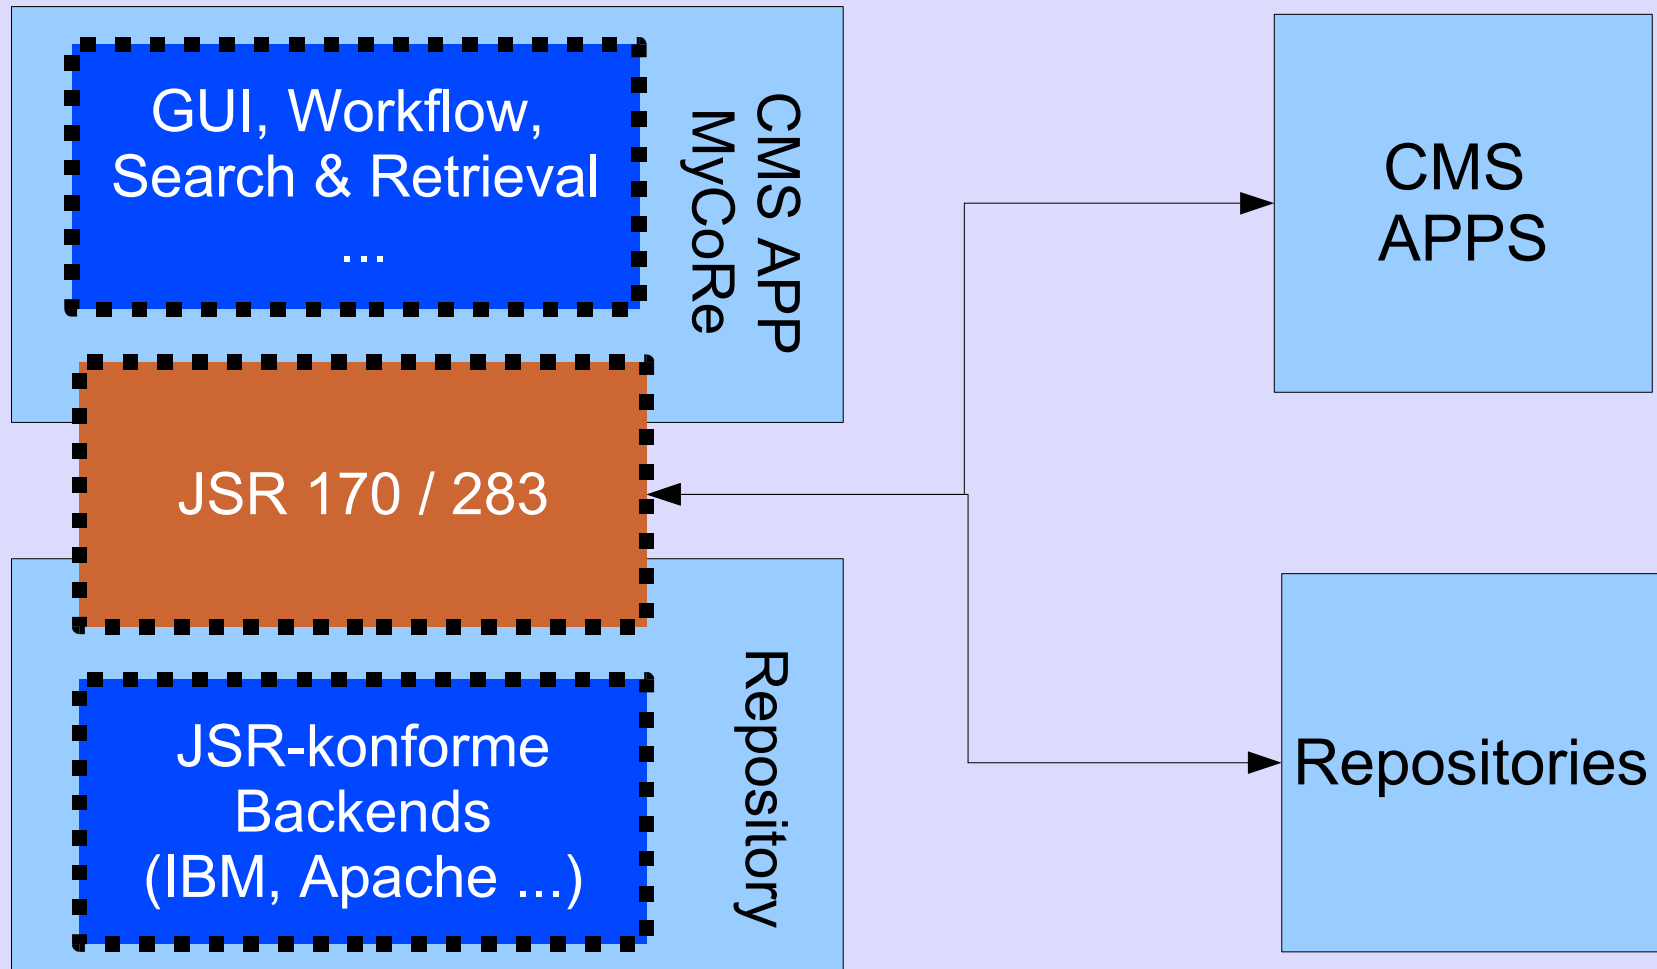 GUI, Workflow,
Search & Retrieval
...
CMS APP
MyCoRe
JSR 170 / 283
JSR-konforme
Backends
(IBM, Apache ...)
Repository
CMS
APPS
Repositories